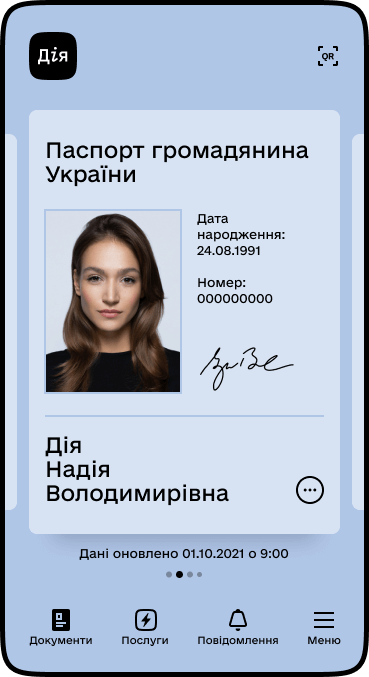 Дія
QR
Паспорт громадянина
України
Дата
народження:
24.08.1991
Номер:
000000000
Дія
Надія
Володимирівна
Дані оновлено 01.10.2021 о 9:00
Документи
Послуги
Повідомлення
Меню